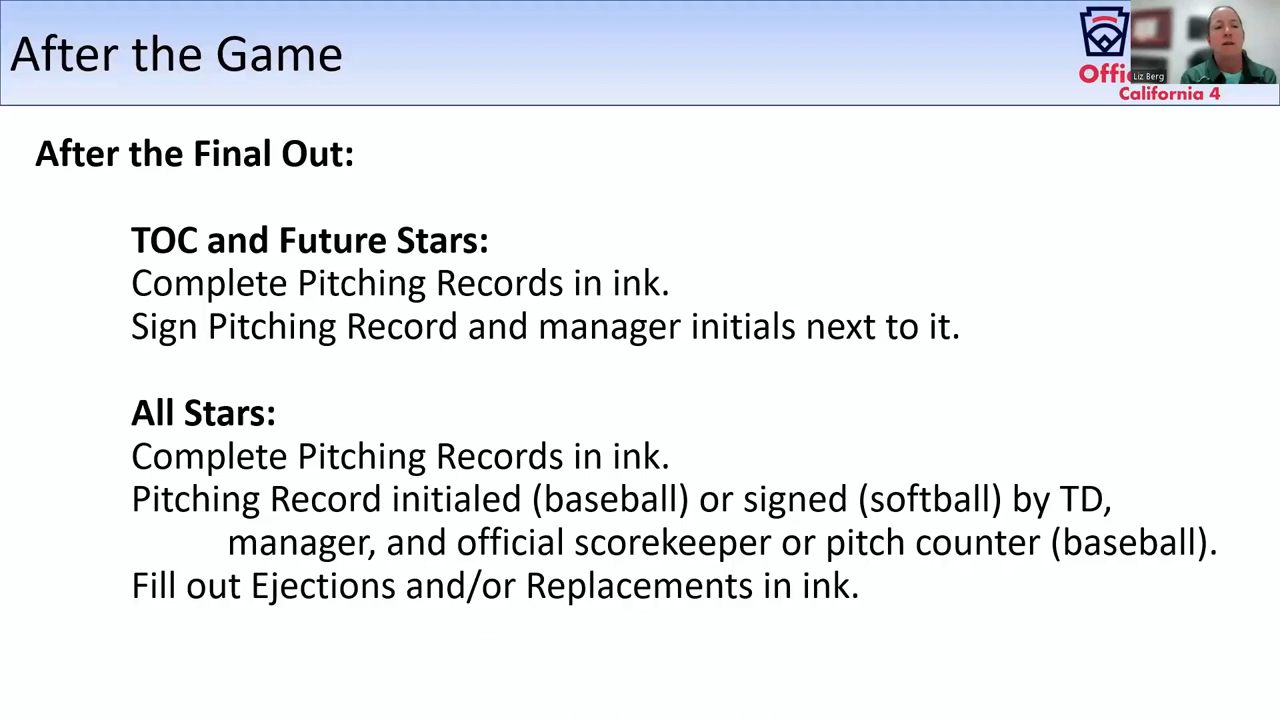 After the Game
Offi
Liz Berg
California 4
After the Final Out:
TOC and Future Stars:
Complete Pitching Records in ink.
Sign Pitching Record and manager initials next to it.
All Stars:
Complete Pitching Records in ink.
Pitching Record initialed (baseball) or signed (softball) by TD,
manager, and official scorekeeper or pitch counter (baseball).
Fill out Ejections and/or Replacements in ink.